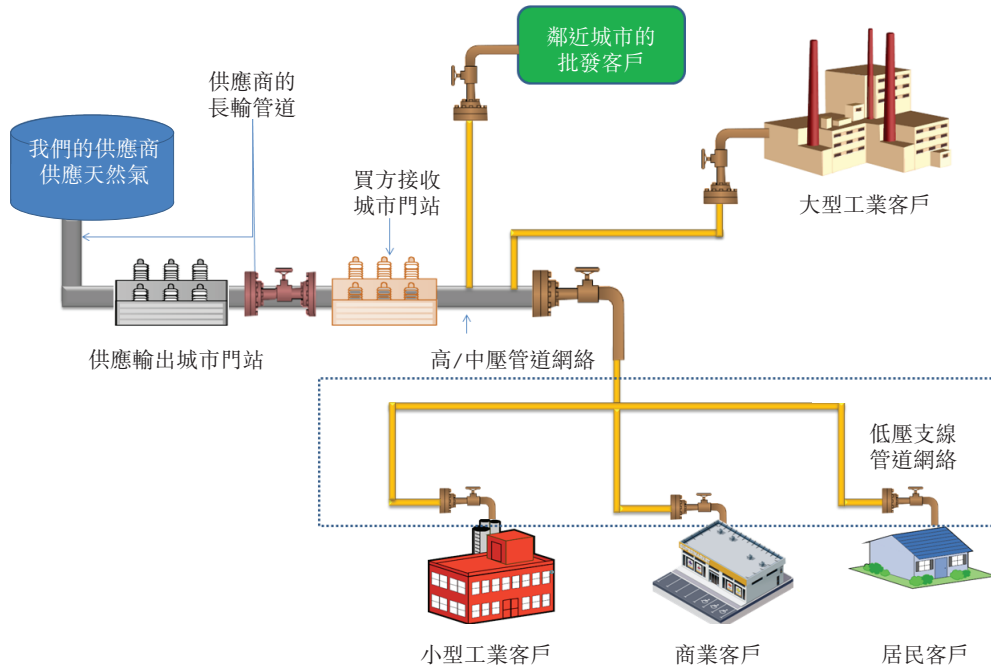 鄰近城市的
批發客戶
供應商的
長輸管道
我們的供應商
供應天然氣
買方接收
城市門站
大型工業客戶
供應輸出城市門站
高/中壓管道網絡
低壓支線
管道網絡
小型工業客戶
商業客戶
居民客戶